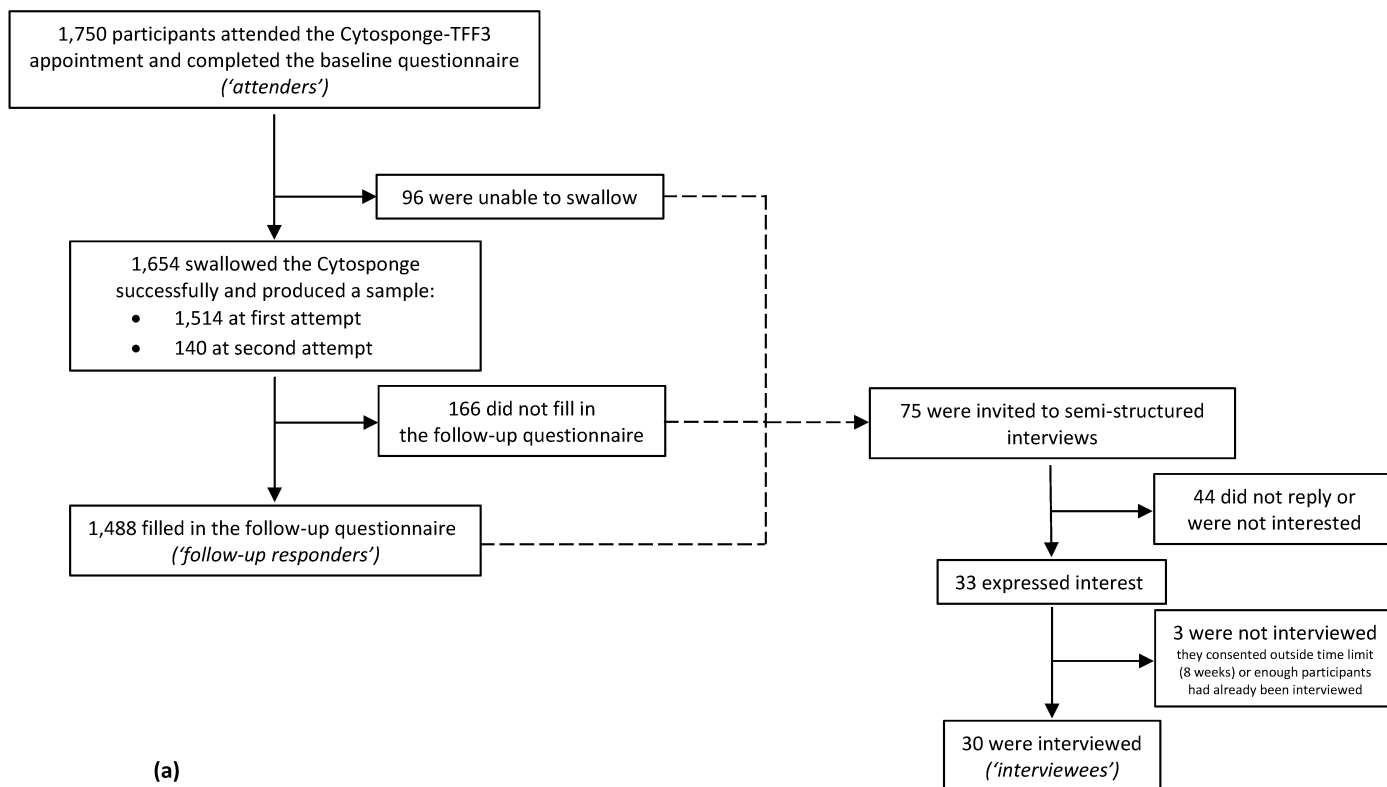 1,750 participants attended the Cytosponge-TFF3
appointment and completed the baseline questionnaire
(‘attenders’)
96 were unable to swallow
1,654 swallowed the Cytosponge
successfully and produced a sample:
• 1,514 at first attempt
• 140 at second attempt
166 did not fill in
the follow-up questionnaire
75 were invited to semi-structured
interviews
44 did not reply or
were not interested
1,488 filled in the follow-up questionnaire
(‘follow-up responders’)
33 expressed interest
3 were not interviewed
they consented outside time limit
(8 weeks) or enough participants
had already been interviewed
30 were interviewed
(‘interviewees’)
(a)